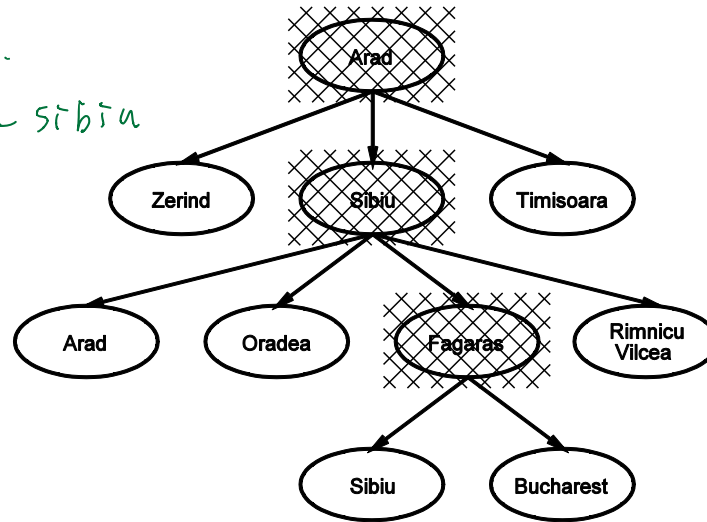 Arad
sibiu
Zerind Sibiu Timisoara
Arad Oradea Fagaras Rimnicu
Vilcea
Sibiu Bucharest